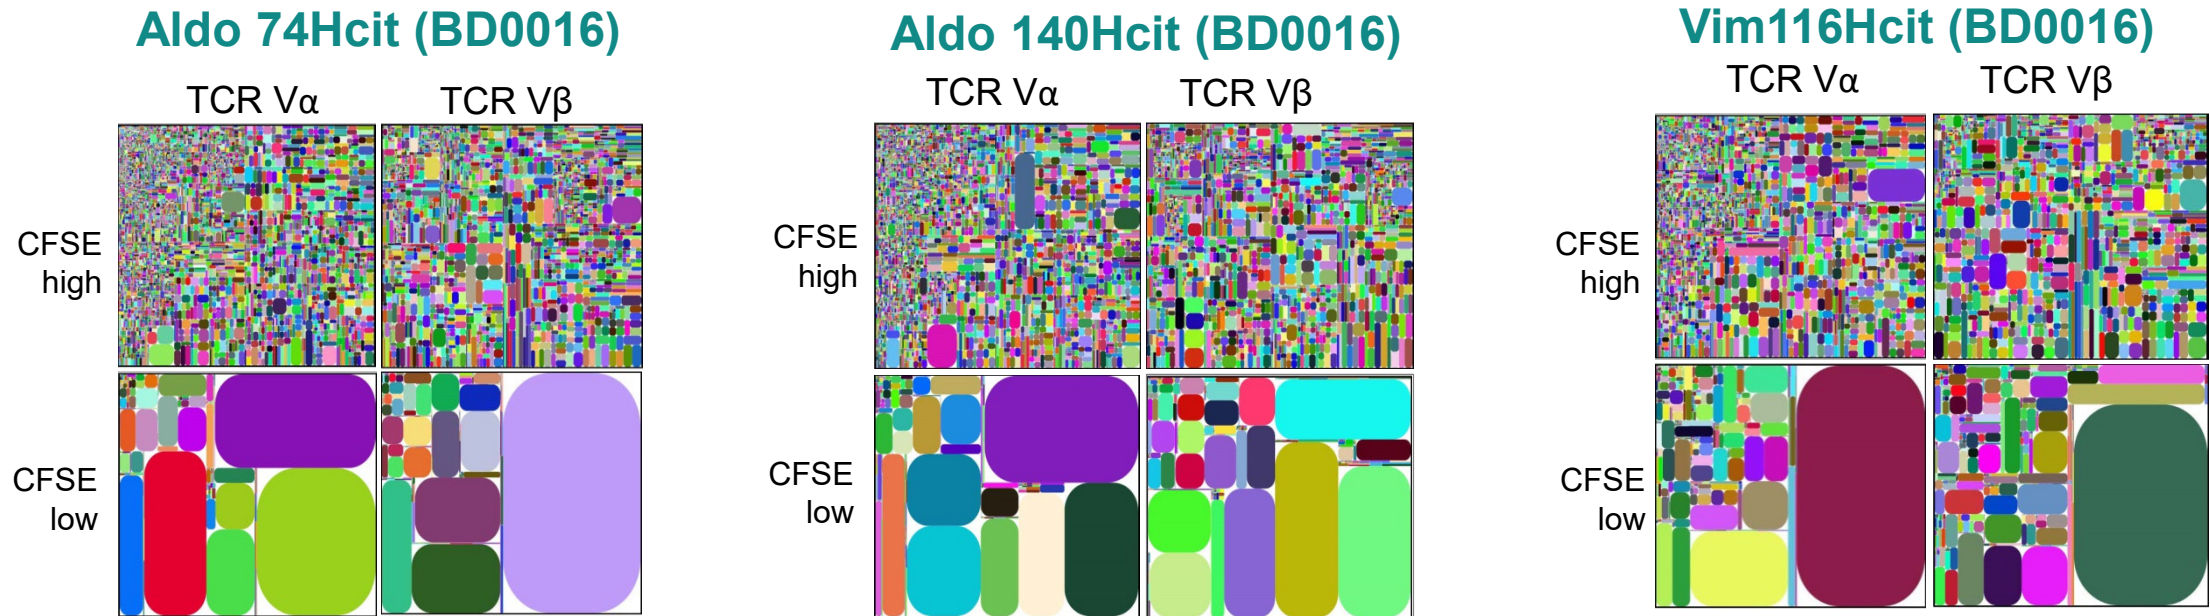 Aldo 74Hcit (BD0016)
TCR Vα TCR Vβ
CFSE
high
CFSE
low
Aldo 140Hcit (BD0016)
TCR Vα TCR Vβ
CFSE
high
CFSE
low
Vim116Hcit (BD0016)
TCR Vα TCR Vβ
CFSE
high
CFSE
low